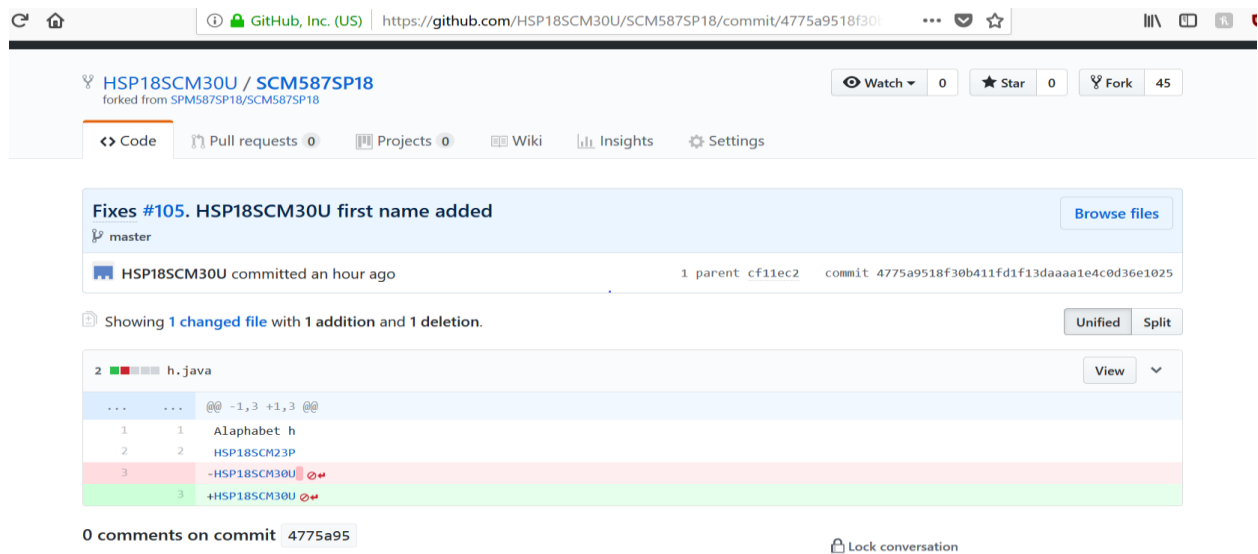 GitHub, Inc. (US) https://github.com/HSP18SCM30U/SCM587SP18/commit/4775a9518f30b
HSP18SCM30U / SCM587SP18
forked from SPM587SP18/SCM587SP18
Watch 0 Star 0 Fork 45
Code Pull requests 0 Projects 0 Wiki Insights Settings
Fixes #105. HSP18SCM30U first name added
Browse files
master
HSP18SCM30U committed an hour ago 1 parent cf11ec2 commit 4775a9518f30b411fd1f13daaaa1e4c0d36e1025
Showing 1 changed file with 1 addition and 1 deletion.
Unified Split
2 h.java View
... ... @@ -1,3 +1,3 @@
1 1 Alaphabet h
2 2 HSP18SCM23P
3 -HSP18SCM30U
3 +HSP18SCM30U
0 comments on commit 4775a95
Lock conversation